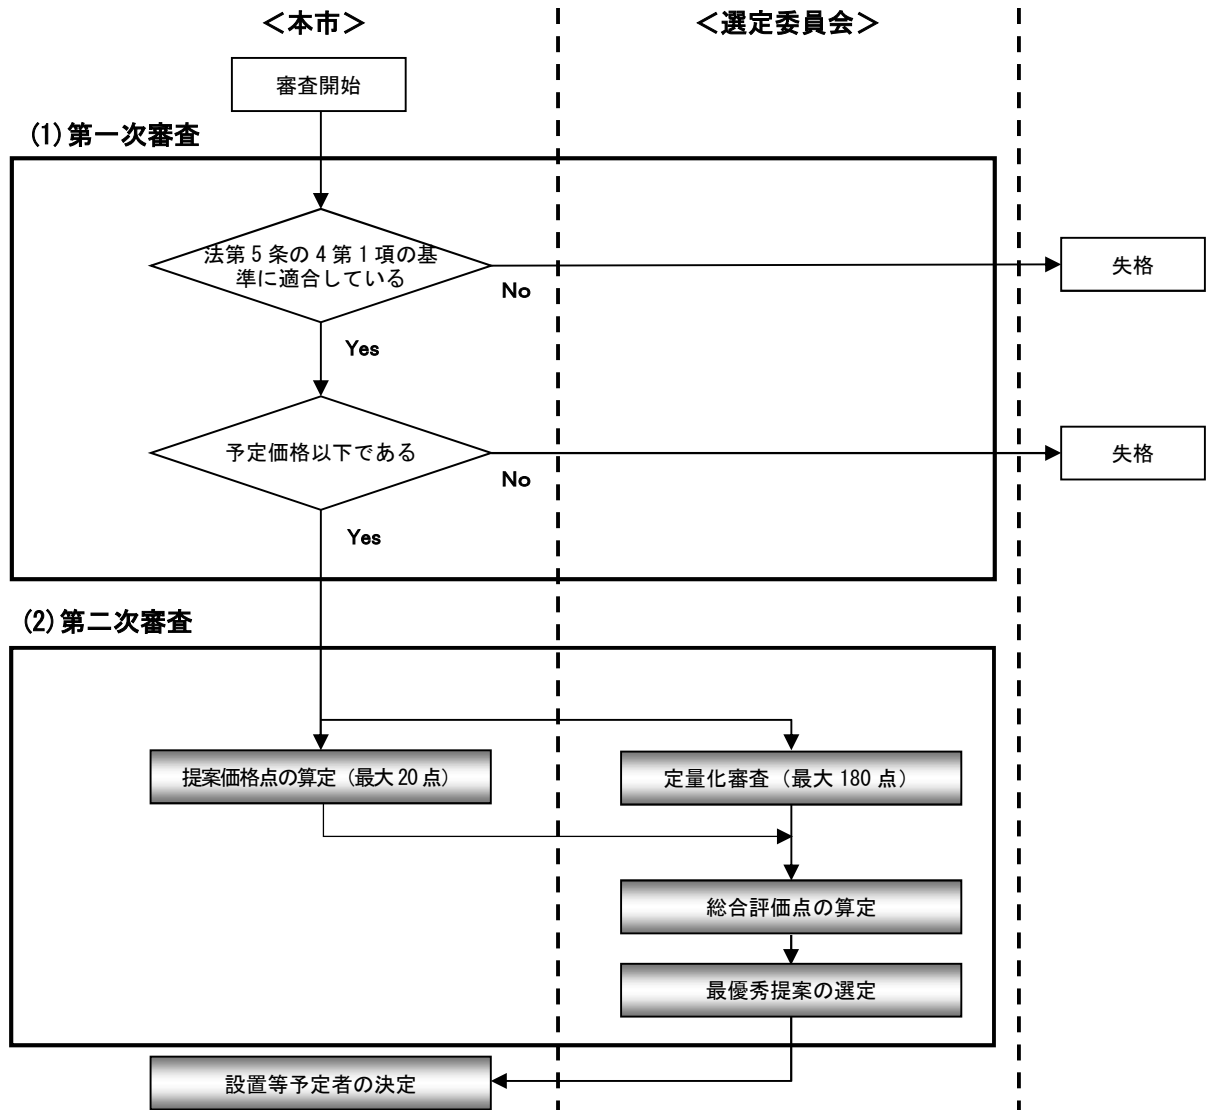 ＜本市＞
＜選定委員会＞
審査開始
(1)第一次審査
法第5条の4第1項の基
準に適合している
No
失格
Yes
予定価格以下である
No
失格
Yes
(2)第二次審査
提案価格点の算定（最大20点）
定量化審査（最大180点）
総合評価点の算定
最優秀提案の選定
設置等予定者の決定